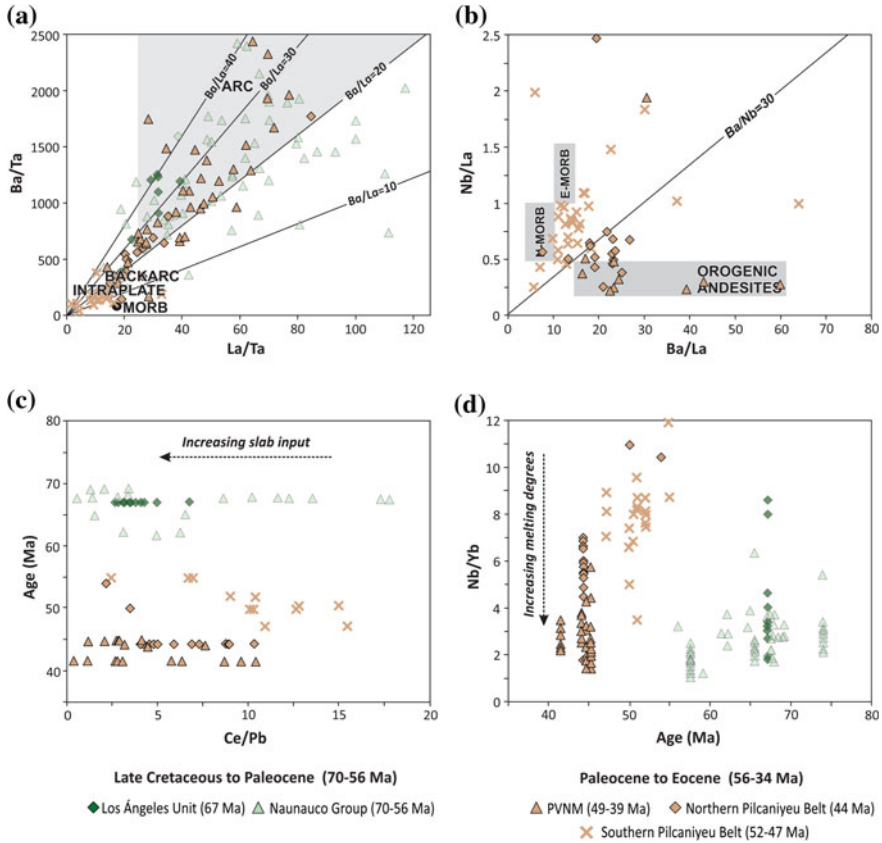 (a)
2500
2000
1500
1000
500
0
Ba/Ta
Ba/La=40
Ba/La=30
ARC
Ba/La=20
Ba/La=10
BACKARC
INTRAPLATE
MORB
0 20 40 60 80 100 120
La/Ta
(b)
2.5
2
1.5
1
0.5
0
Nb/La
Ba/Nb=30
E-MORB
N-MORB
OROGENIC
ANDESITES
0 10 20 30 40 50 60 70 80
Ba/La
(c)
80
70
60
50
40
Age (Ma)
Increasing slab input
0 5 10 15 20
Ce/Pb
(d)
12
10
8
6
4
2
0
Nb/Yb
Increasing melting degrees
40 50 60 70 80
Age (Ma)
Late Cretaceous to Paleocene (70-56 Ma)
Los Ángeles Unit (67 Ma) Naunauco Group (70-56 Ma)
Paleocene to Eocene (56-34 Ma)
PVNM (49-39 Ma) Northern Pilcaniyeu Belt (44 Ma)
Southern Pilcaniyeu Belt (52-47 Ma)